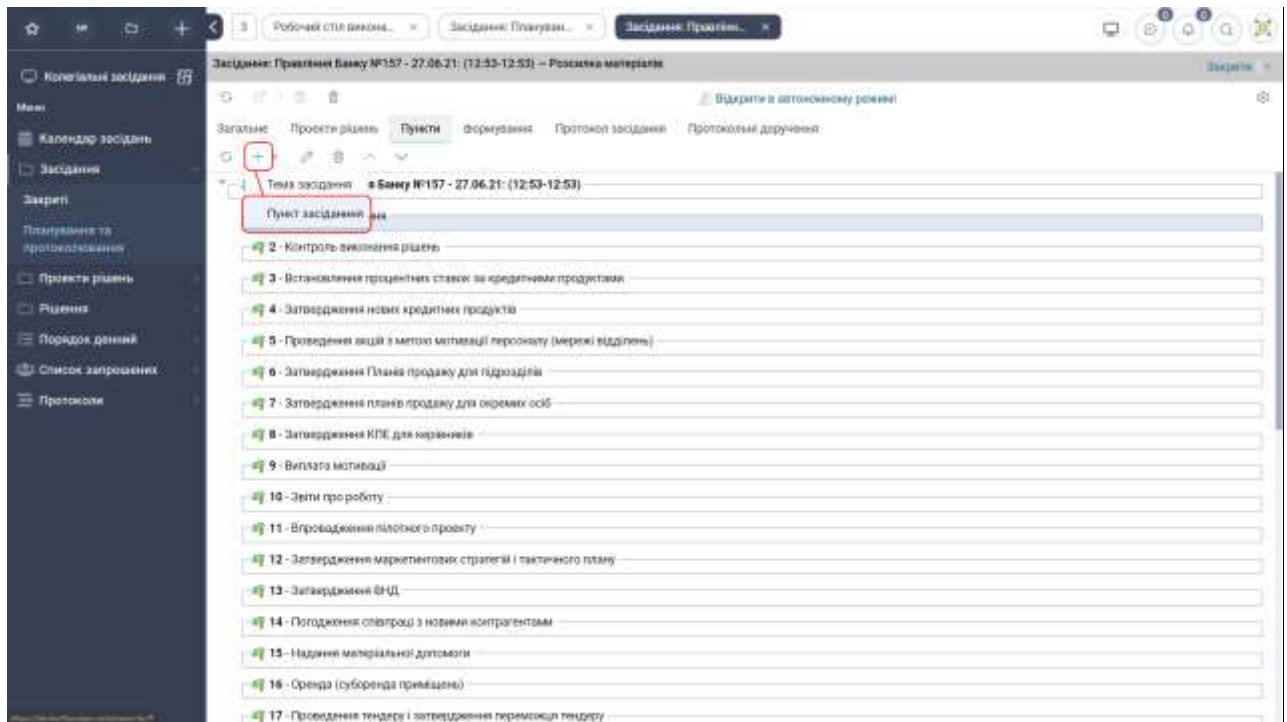 3
Робочий стіл викона...
Засідання: Плануван...
Засідання: Правлінн...
0
0
Колегіальні засідання
Засідання: Правління Банку №157 - 27.06.21: (12:53-12:53) – Розсилка матеріалів
Закрити
Меню
Відкрити в автономному режимі
Календар засідань
Загальне
Проекти рішень
Пункти
Формування
Протокол засідання
Протокольні доручення
Засідання
Закриті
Планування та
протоколювання
Проекти рішень
Рішення
Порядок денний
Список запрошених
Протоколи
Тема засідання
Банку №157 - 27.06.21: (12:53-12:53)
Пункт засідання
2 - Контроль виконання рішень
3 - Встановлення процентних ставок за кредитними продуктами
4 - Затвердження нових кредитних продуктів
5 - Проведення акцій з метою мотивації персоналу (мережі відділень)
6 - Затвердження Планів продажу для підрозділів
7 - Затвердження планів продажу для окремих осіб
8 - Затвердження КПЕ для керівників
9 - Виплата мотивації
10 - Звіти про роботу
11 - Впровадження пілотного проекту
12 - Затвердження маркетингових стратегій і тактичного плану
13 - Затвердження ВНД
14 - Погодження співпраці з новими контрагентами
15 - Надання матеріальної допомоги
16 - Оренда (суборенда приміщень)
17 - Проведення тендеру і затвердження переможця тендеру